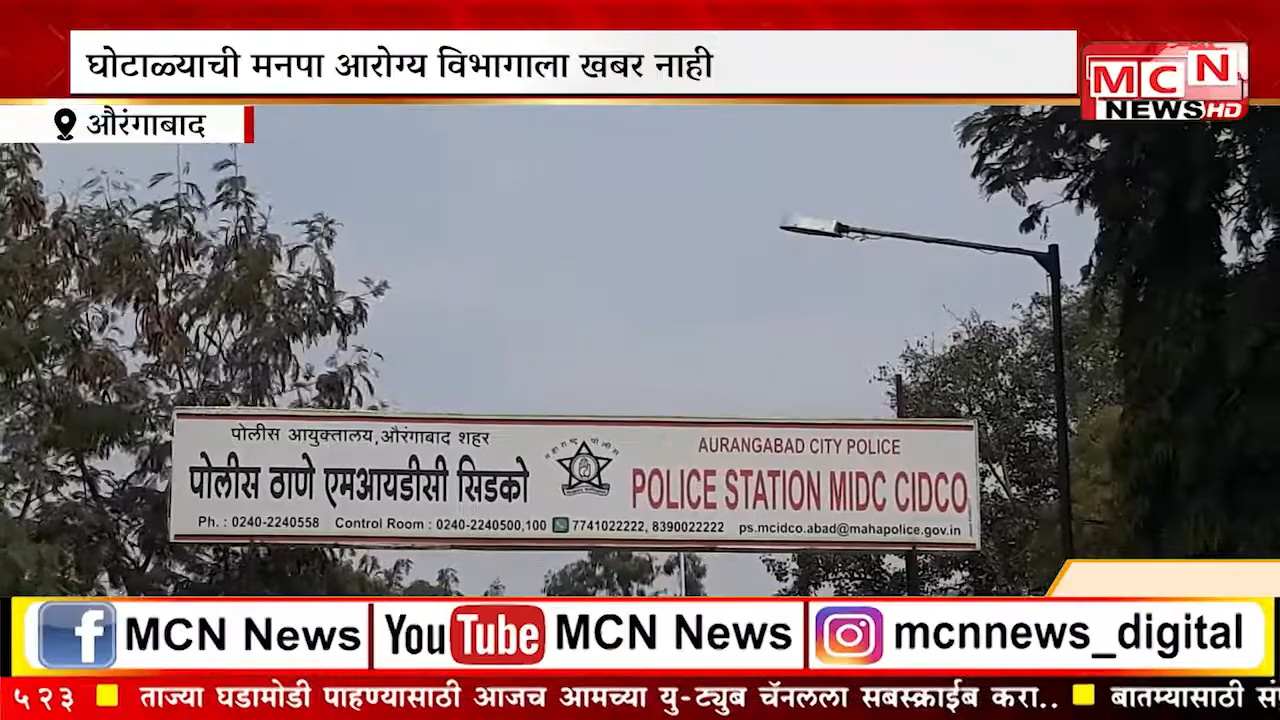 घोटाळ्याची मनपा आरोग्य विभागाला खबर नाही
MCN
NEWS HD
औरंगाबाद
पोलीस आयुक्तालय,औरंगाबाद शहर
पोलीस ठाणे एमआयडीसी सिडको
महाराष्ट्र पोलीस
AURANGABAD CITY POLICE
POLICE STATION MIDC CIDCO
Ph. : 0240-2240558 Control Room : 0240-2240500,100 7741022222, 8390022222 ps.mcidco.abad@mahapolice.gov.in
f MCN News YouTube MCN News mcnnews_digital
५२३ ताज्या घडामोडी पाहण्यासाठी आजच आमच्या यु-ट्युब चॅनलला सबस्क्राईब करा.. बातम्यासाठी सं